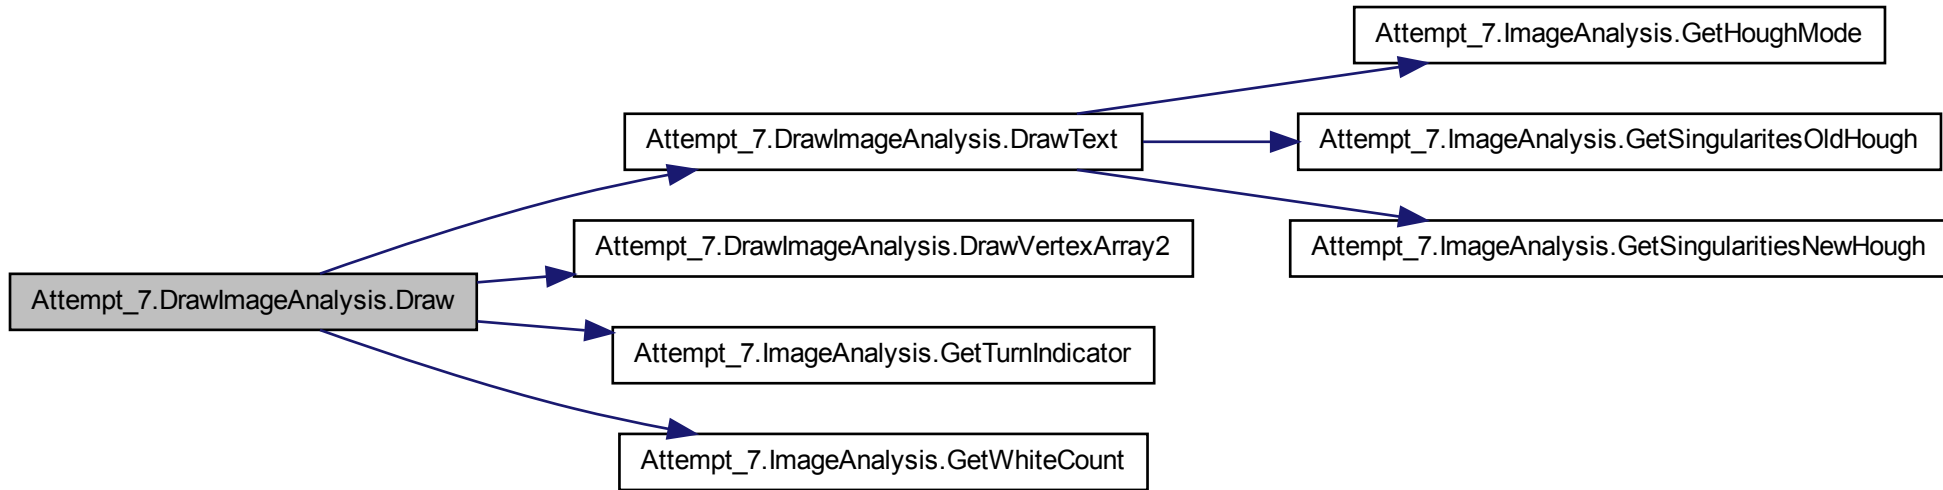 Attempt_7.ImageAnalysis.GetHoughMode
Attempt_7.DrawImageAnalysis.DrawText
Attempt_7.ImageAnalysis.GetSingularitesOldHough
Attempt_7.DrawImageAnalysis.DrawVertexArray2
Attempt_7.ImageAnalysis.GetSingularitiesNewHough
Attempt_7.DrawImageAnalysis.Draw
Attempt_7.ImageAnalysis.GetTurnIndicator
Attempt_7.ImageAnalysis.GetWhiteCount